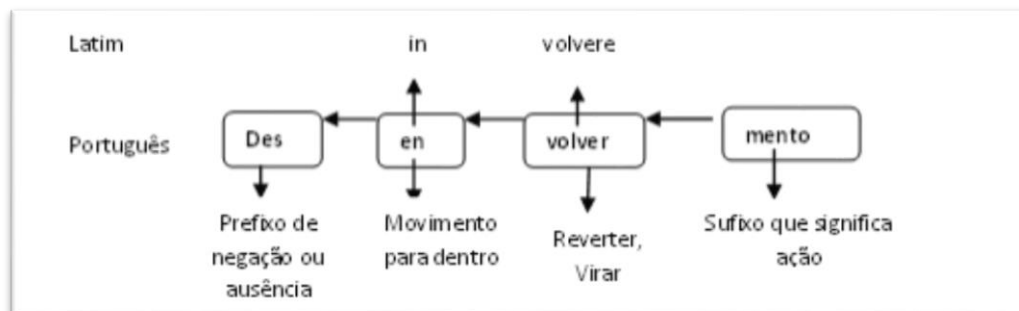 Latim in volvere
Português Des en volver mento
Prefixo de negação ou ausência
Movimento para dentro
Reverter, Virar
Sufixo que significa ação